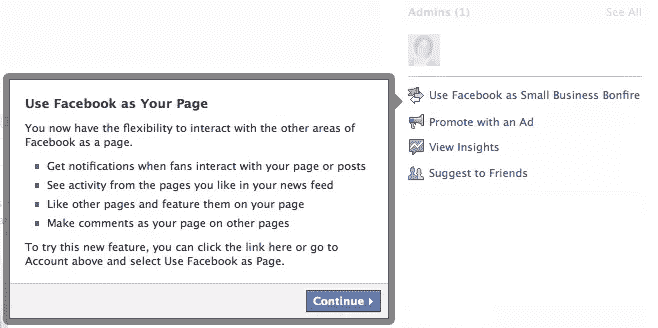 Admins (1) See All
Use Facebook as Your Page
You now have the flexibility to interact with the other areas of
Facebook as a page.
Get notifications when fans interact with your page or posts
See activity from the pages you like in your news feed
Like other pages and feature them on your page
Make comments as your page on other pages
To try this new feature, you can click the link here or go to
Account above and select Use Facebook as Page.
Continue
Use Facebook as Small Business Bonfire
Promote with an Ad
View Insights
Suggest to Friends